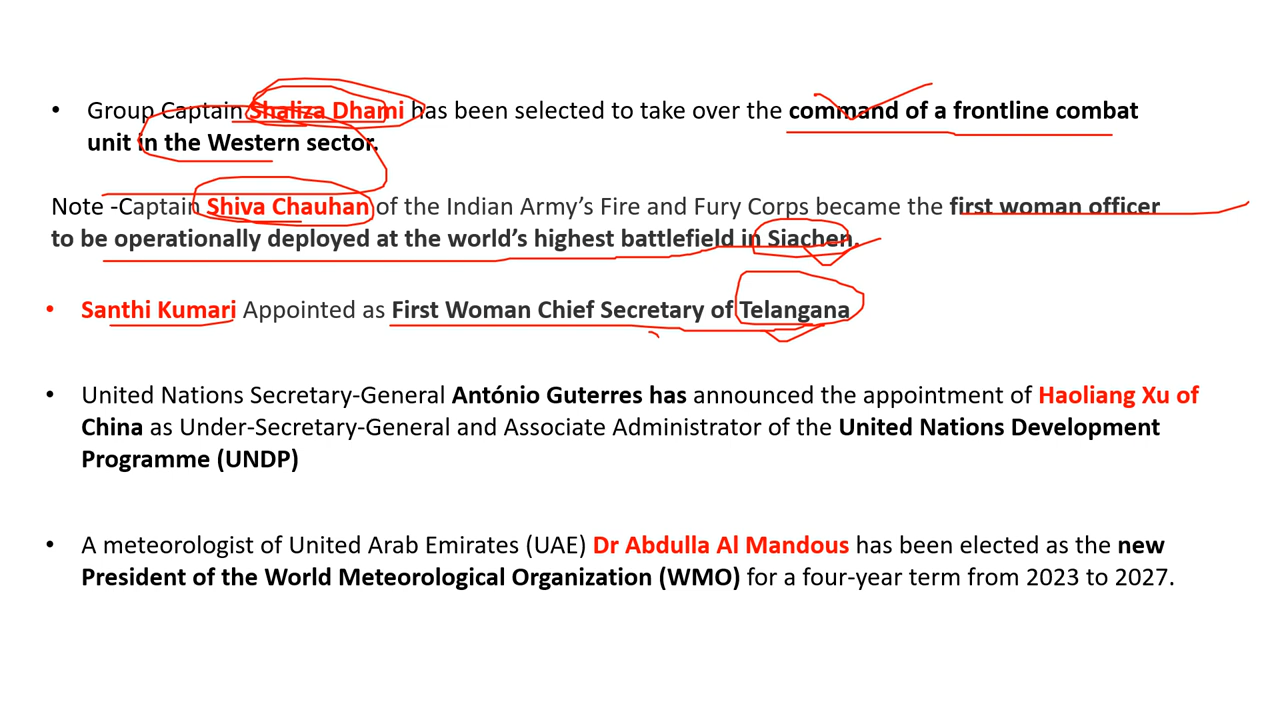 • Group Captain Shaliza Dhami has been selected to take over the command of a frontline combat
unit in the Western sector.
Note -Captain Shiva Chauhan of the Indian Army’s Fire and Fury Corps became the first woman officer
to be operationally deployed at the world’s highest battlefield in Siachen.
• Santhi Kumari Appointed as First Woman Chief Secretary of Telangana
• United Nations Secretary-General António Guterres has announced the appointment of Haoliang Xu of
China as Under-Secretary-General and Associate Administrator of the United Nations Development
Programme (UNDP)
• A meteorologist of United Arab Emirates (UAE) Dr Abdulla Al Mandous has been elected as the new
President of the World Meteorological Organization (WMO) for a four-year term from 2023 to 2027.